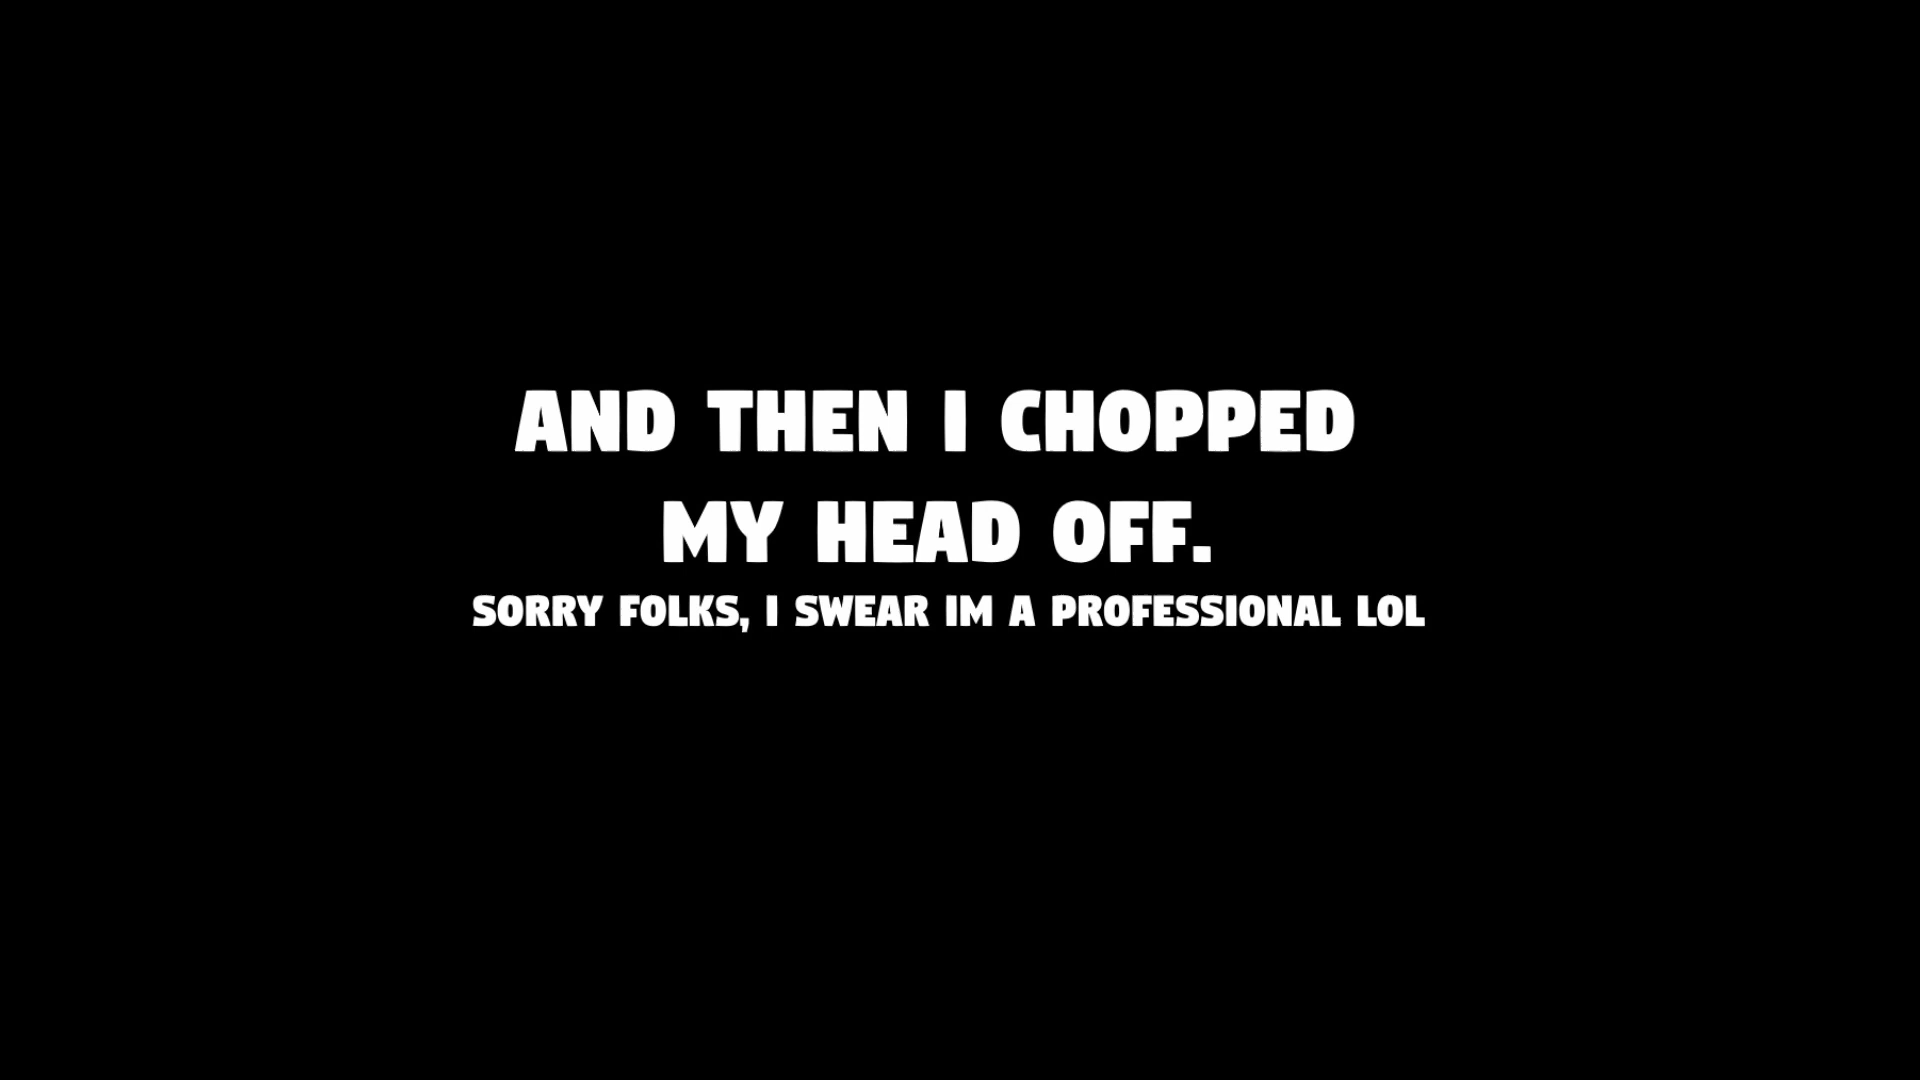 AND THEN I CHOPPED
MY HEAD OFF.
SORRY FOLKS, I SWEAR IM A PROFESSIONAL LOL